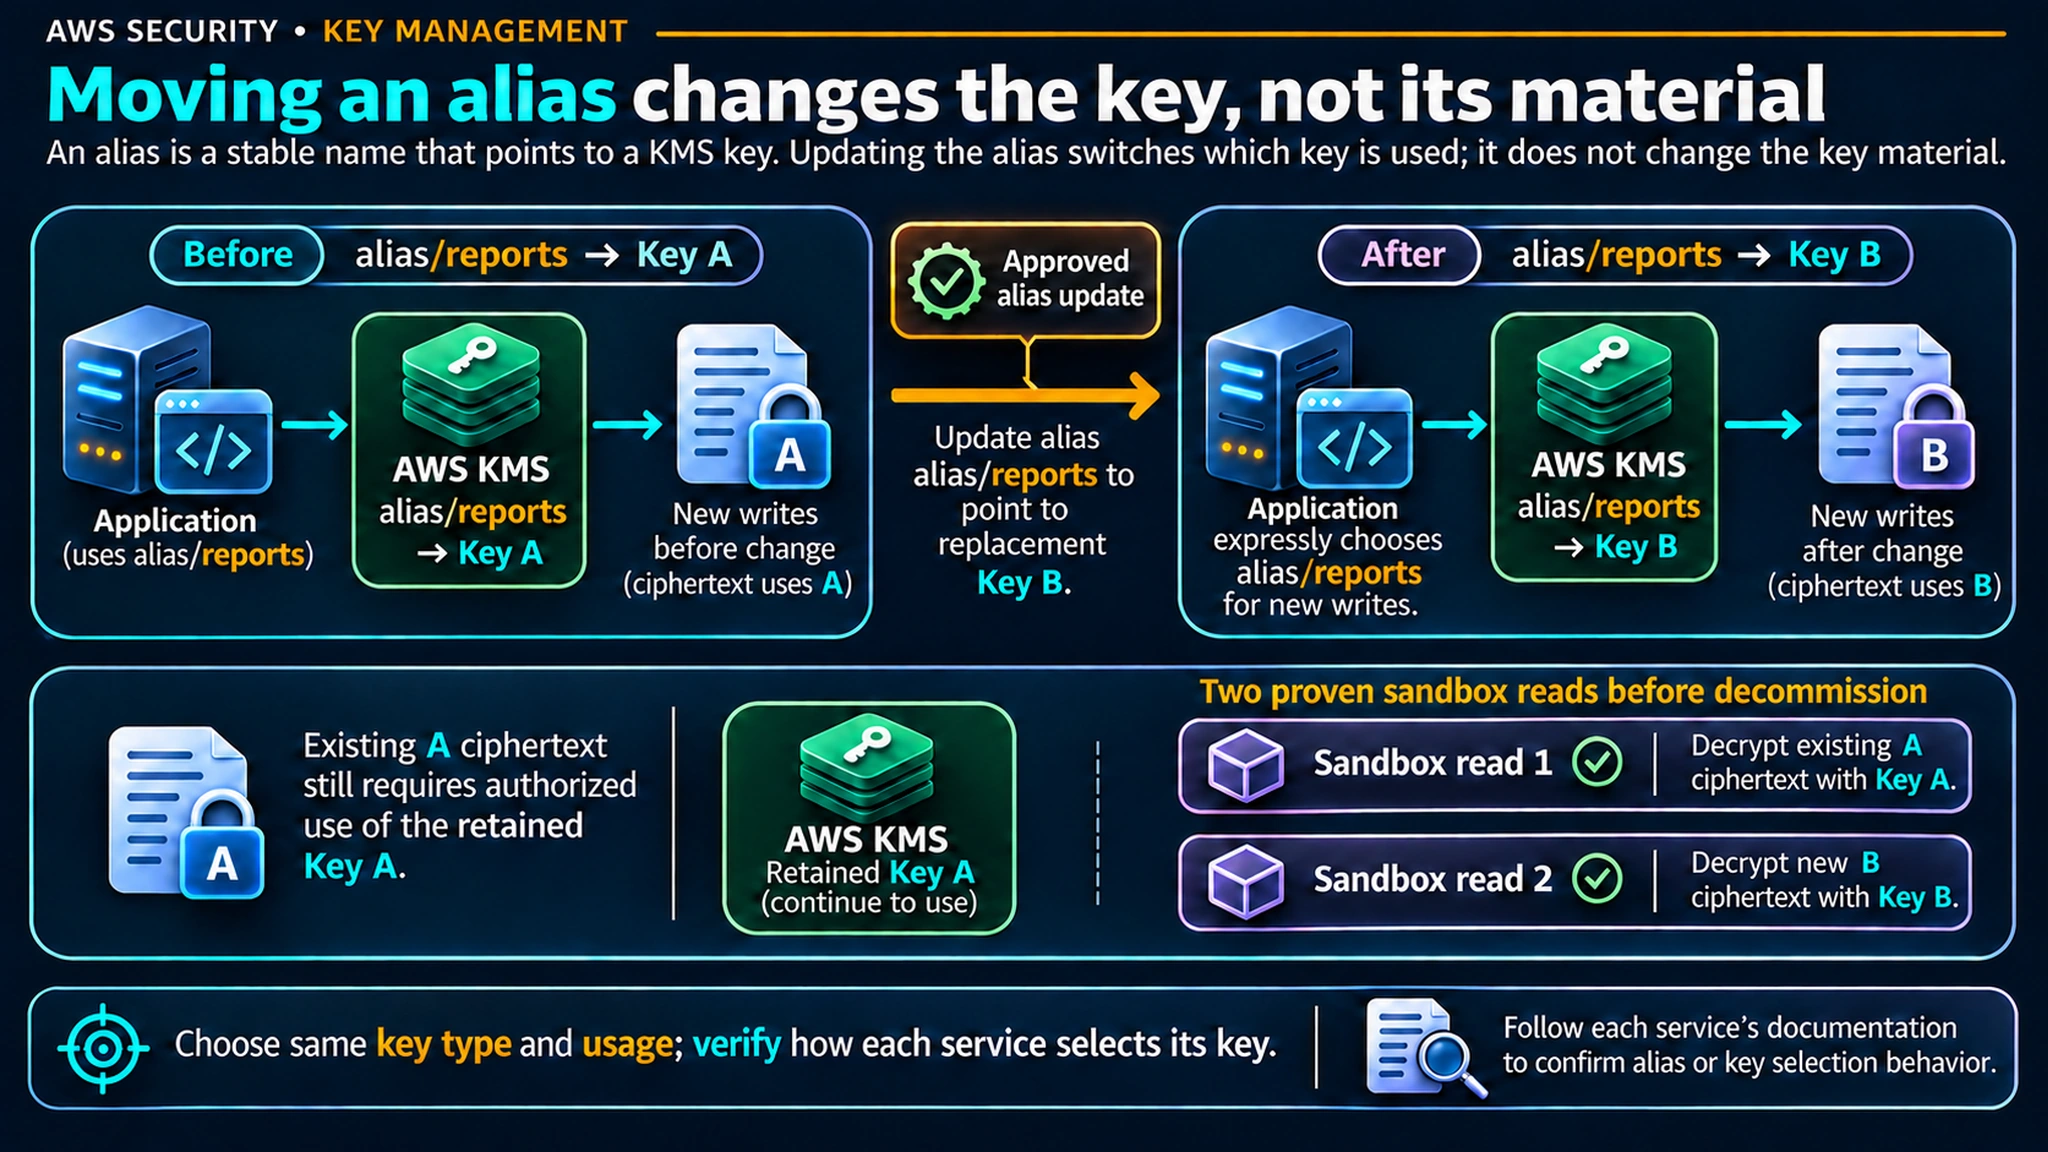 AWS SECURITY • KEY MANAGEMENT
Moving an alias changes the key, not its material
An alias is a stable name that points to a KMS key. Updating the alias switches which key is used; it does not change the key material.
Before alias/reports → Key A
Application
(uses alias/reports)
AWS KMS
alias/reports
→ Key A
A
New writes
before change
(ciphertext uses A)
Approved
alias update
Update alias
alias/reports to
point to
replacement
Key B.
After alias/reports → Key B
Application
expressly chooses
alias/reports
for new writes.
AWS KMS
alias/reports
→ Key B
B
New writes
after change
(ciphertext uses B)
A
Existing A ciphertext
still requires authorized
use of the retained
Key A.
AWS KMS
Retained Key A
(continue to use)
Two proven sandbox reads before decommission
Sandbox read 1
Decrypt existing A
ciphertext with Key A.
Sandbox read 2
Decrypt new B
ciphertext with Key B.
Choose same key type and usage; verify how each service selects its key.
Follow each service's documentation
to confirm alias or key selection behavior.